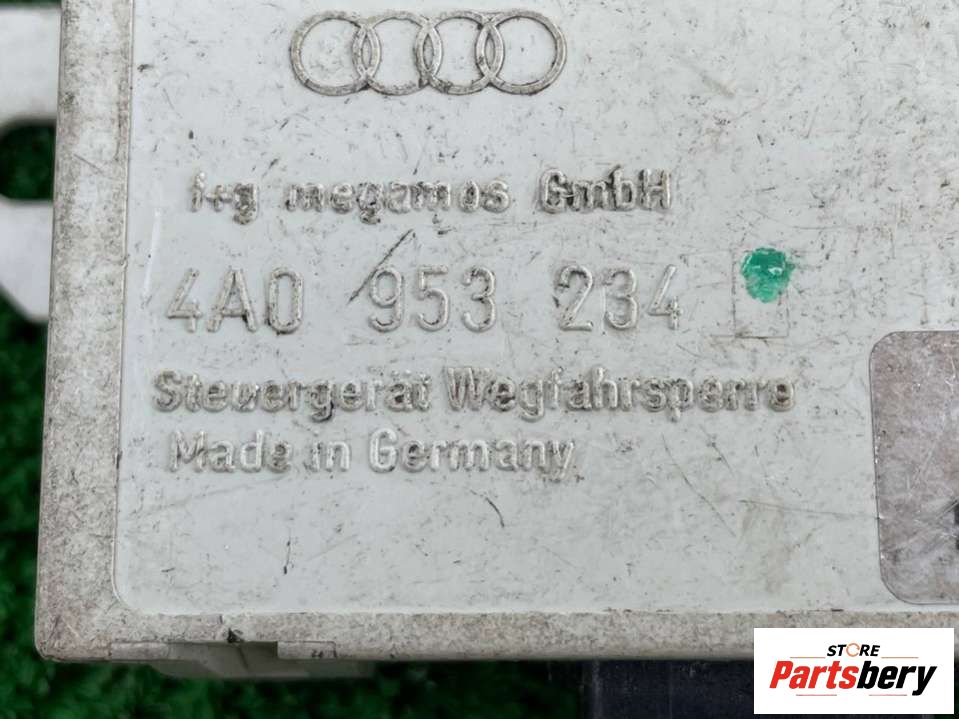 f+g megamos GmbH
4A0 953 234
Steuergerät Wegfahrsperre
Made in Germany
STORE
Partsbery